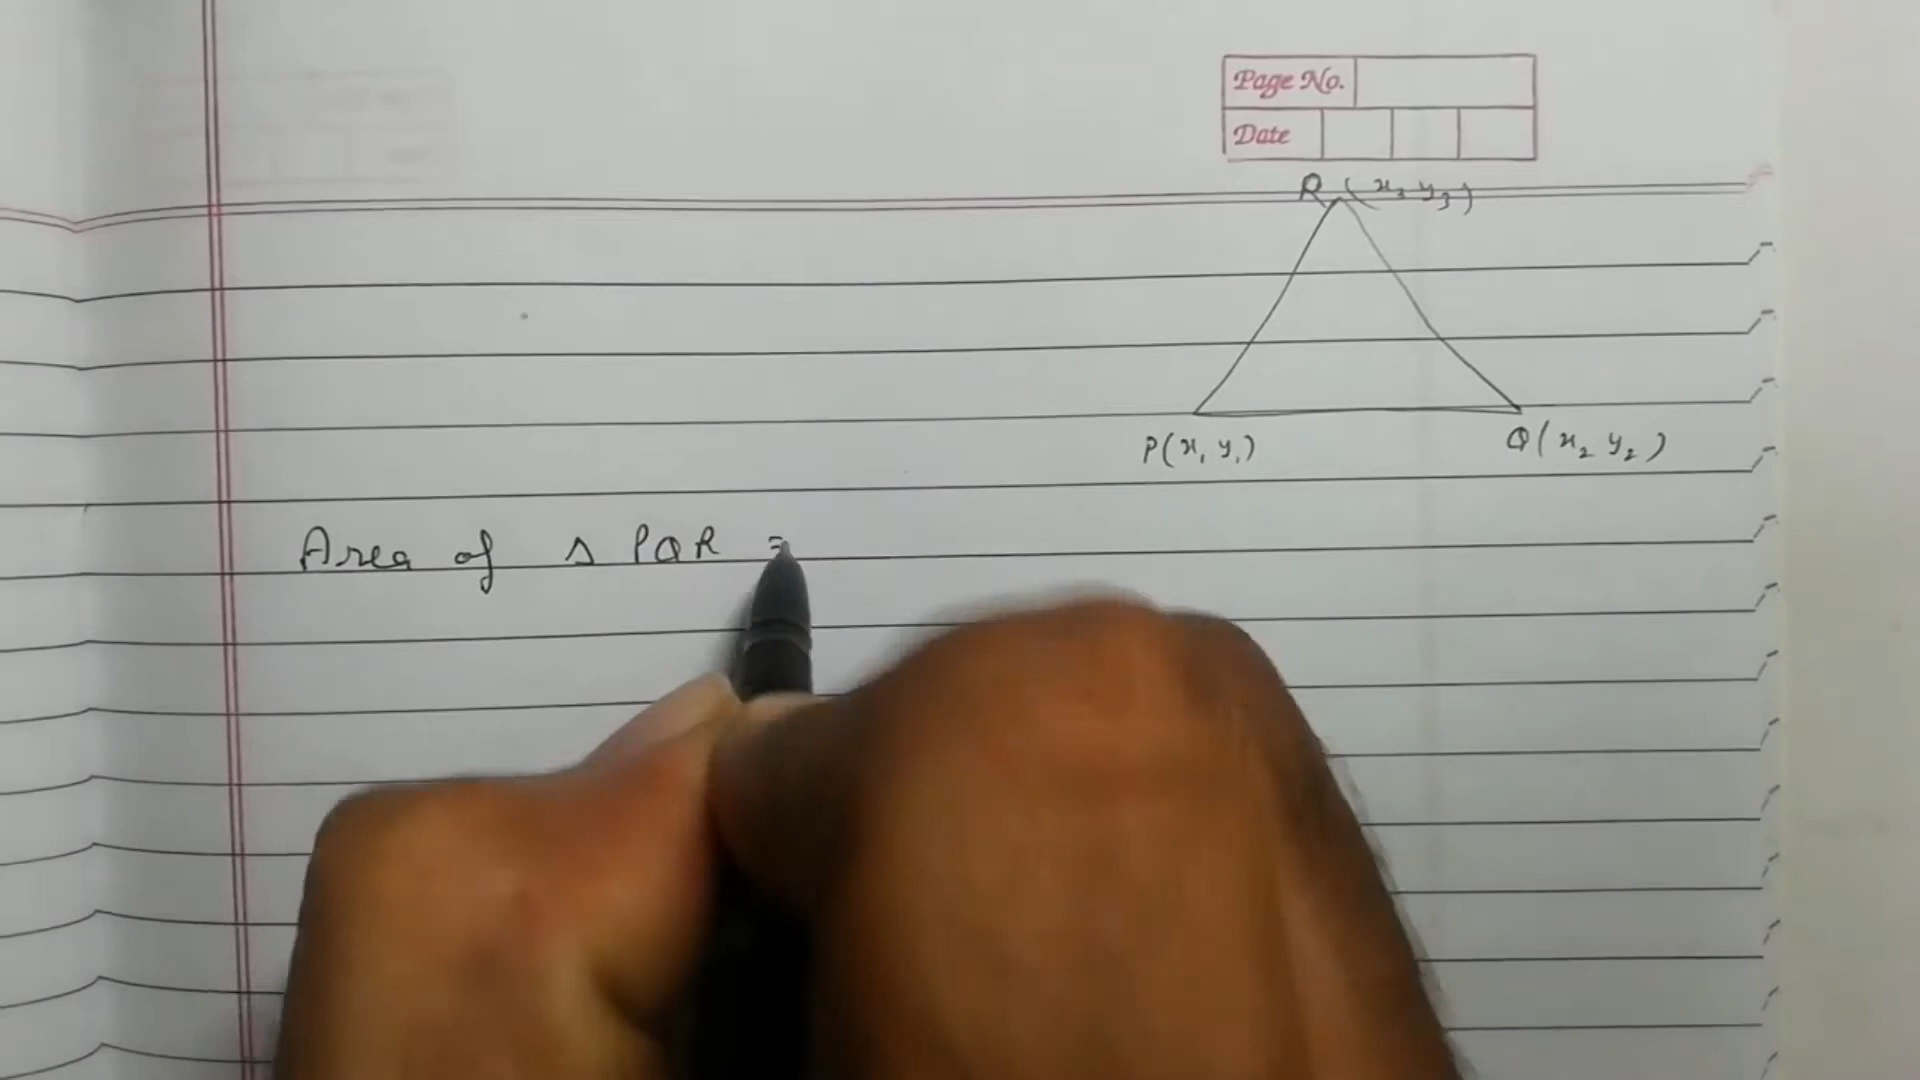 Page No.
Date
R (x₃ y₃)
P(x₁ y₁)
Q(x₂ y₂)
Area of Δ PQR =